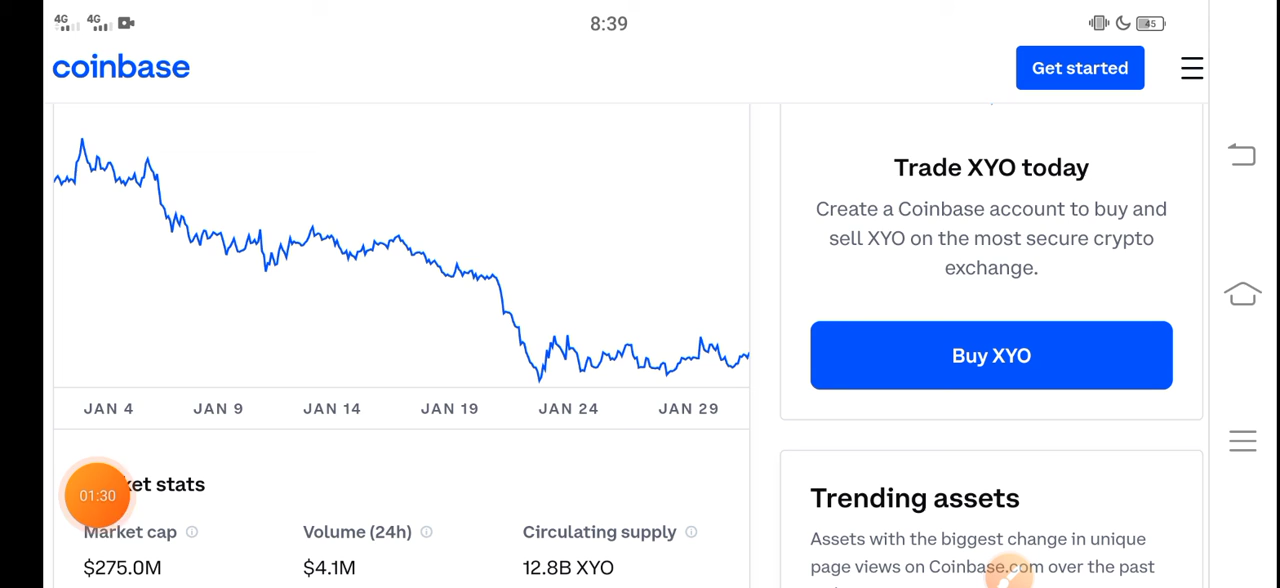 4G 4G 8:39 45
coinbase
Get started
Trade XYO today
Create a Coinbase account to buy and
sell XYO on the most secure crypto
exchange.
Buy XYO
JAN 4 JAN 9 JAN 14 JAN 19 JAN 24 JAN 29
ket stats
01:30
Market cap Volume (24h) Circulating supply
$275.0M $4.1M 12.8B XYO
Trending assets
Assets with the biggest change in unique
page views on Coinbase.com over the past